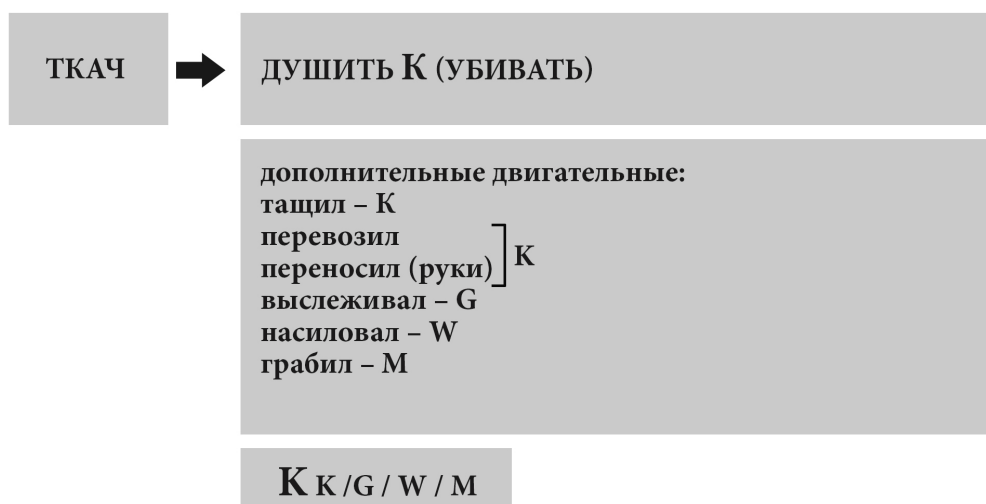 ТКАЧ
ДУШИТЬ К (УБИВАТЬ)
дополнительные двигательные:
тащил – К
перевозил
переносил (руки)
К
выслеживал – G
насиловал – W
грабил – М
К К /G / W / М